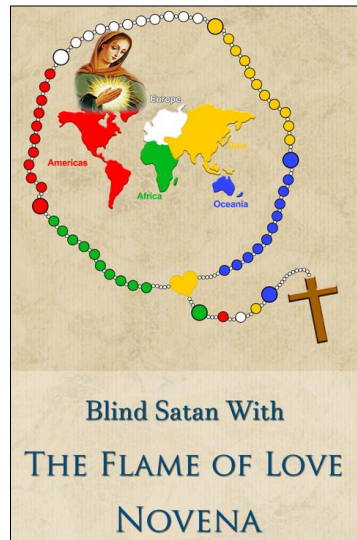 Europe
Asia
Americas
Africa
Oceania
Blind Satan With
The Flame of Love
Novena